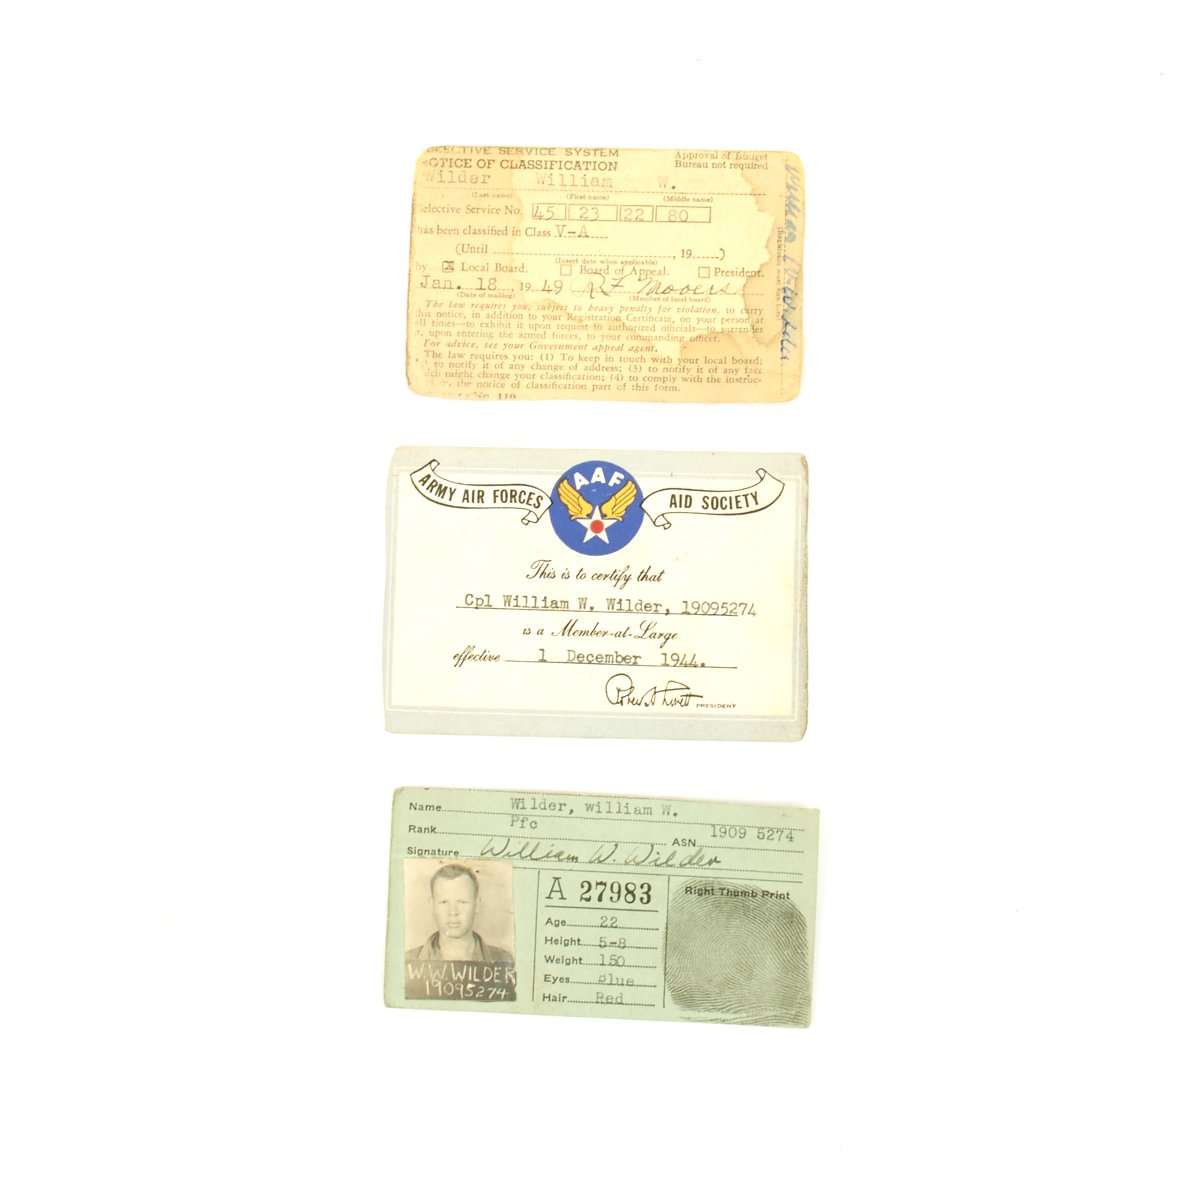 SELECTIVE SERVICE SYSTEM
NOTICE OF CLASSIFICATION
Approval of Budget
Bureau not required
Wilder William W.
(Last name) (First name) (Middle name)
Selective Service No. 45 23 22 80
has been classified in Class V-A
(Until , 19 )
(Insert date when applicable)
by Local Board. Board of Appeal. President.
Jan. 18 , 19 49 R F Mooers
(Date of mailing) (Member of local board)
The law requires you, subject to heavy penalty for violation, to carry
this notice, in addition to your Registration Certificate, on your person at
all times—to exhibit it upon request to authorized officials—to surrender
it, upon entering the armed forces, to your commanding officer.
For advice, see your Government appeal agent.
The law requires you: (1) To keep in touch with your local board;
to notify it of any change of address; (3) to notify it of any fact
which might change your classification; (4) to comply with the instruc-
the notice of classification part of this form.
No. 110
William Wilder
ARMY AIR FORCES
AAF
AID SOCIETY
This is to certify that
Cpl William W. Wilder, 19095274
is a Member-at-Large
effective 1 December 1944.
PRESIDENT
Name Wilder, william W.
Rank Pfc
ASN 1909 5274
Signature William W. Wilder
W.W.WILDER
19095274
A 27983
Age 22
Height 5-8
Weight 150
Eyes Blue
Hair Red
Right Thumb Print